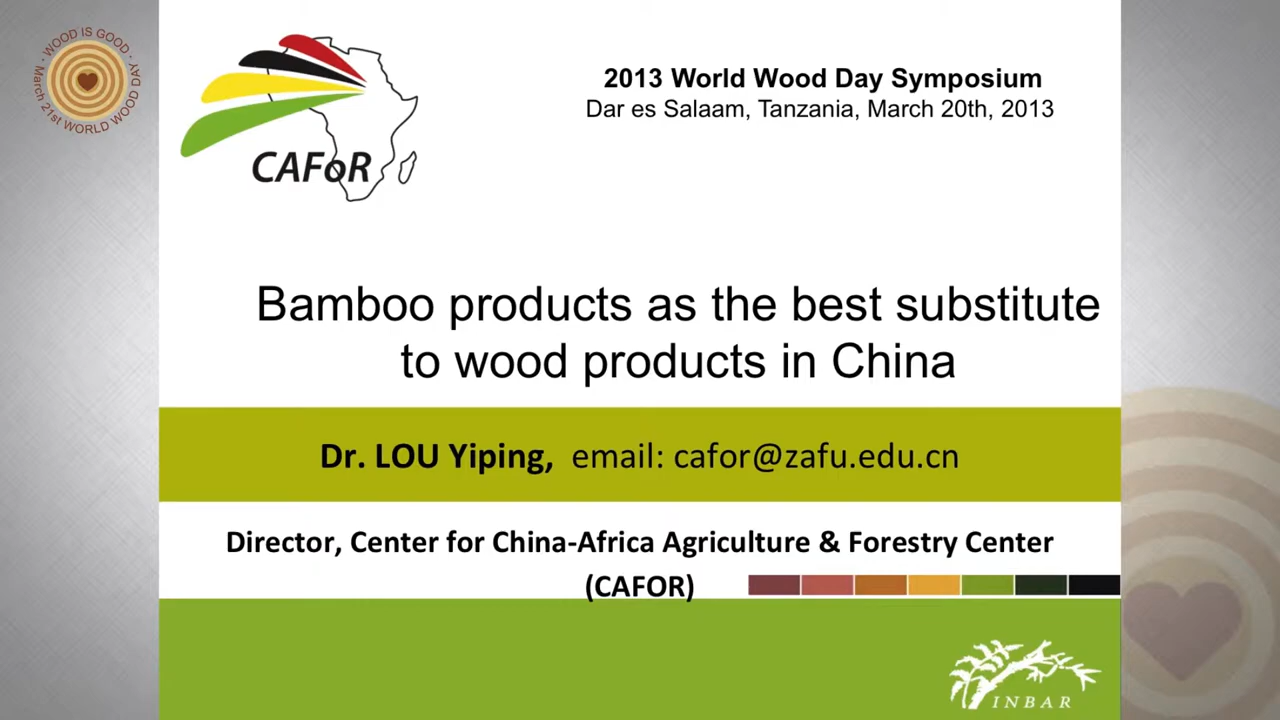 WOOD IS GOOD · WOOD DAY
March 21st WORLD
CAFoR
2013 World Wood Day Symposium
Dar es Salaam, Tanzania, March 20th, 2013
Bamboo products as the best substitute
to wood products in China
Dr. LOU Yiping, email: cafor@zafu.edu.cn
Director, Center for China-Africa Agriculture & Forestry Center
(CAFOR)
INBAR